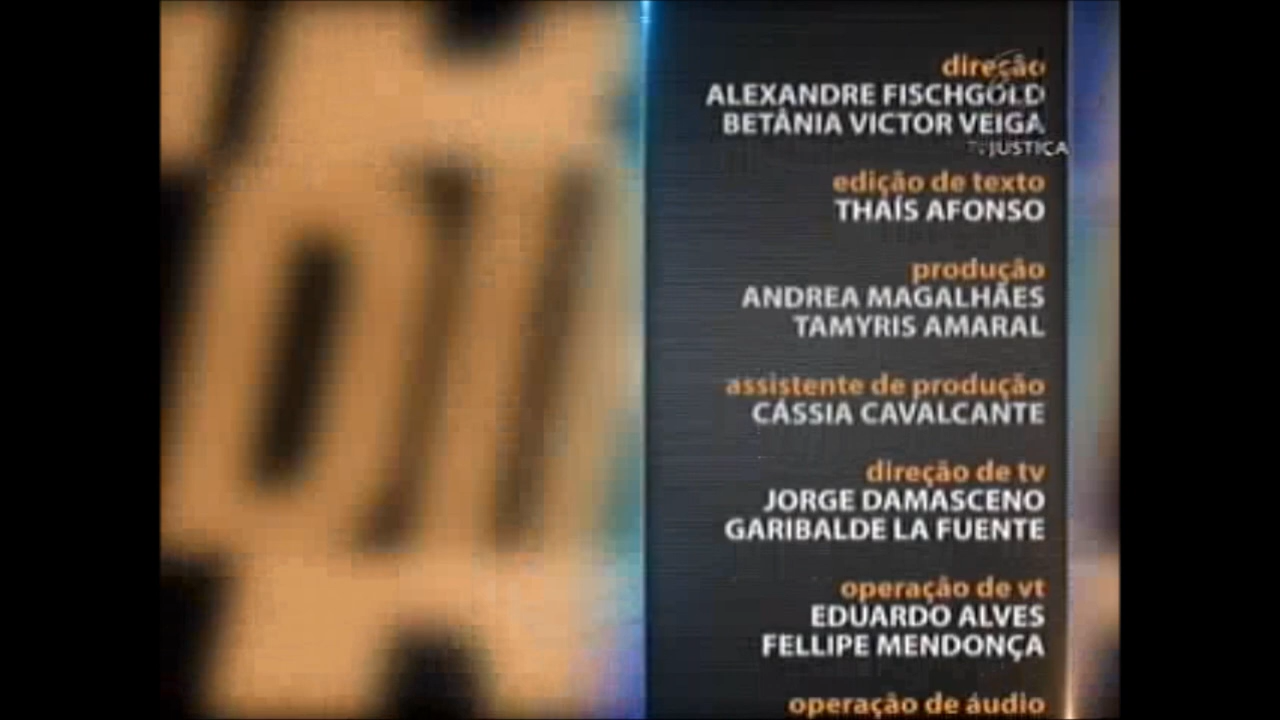 direção
ALEXANDRE FISCHGOLD
BETÂNIA VICTOR VEIGA
TV JUSTIÇA
edição de texto
THAÍS AFONSO
produção
ANDREA MAGALHÃES
TAMYRIS AMARAL
assistente de produção
CÁSSIA CAVALCANTE
direção de tv
JORGE DAMASCENO
GARIBALDE LA FUENTE
operação de vt
EDUARDO ALVES
FELLIPE MENDONÇA
operação de áudio